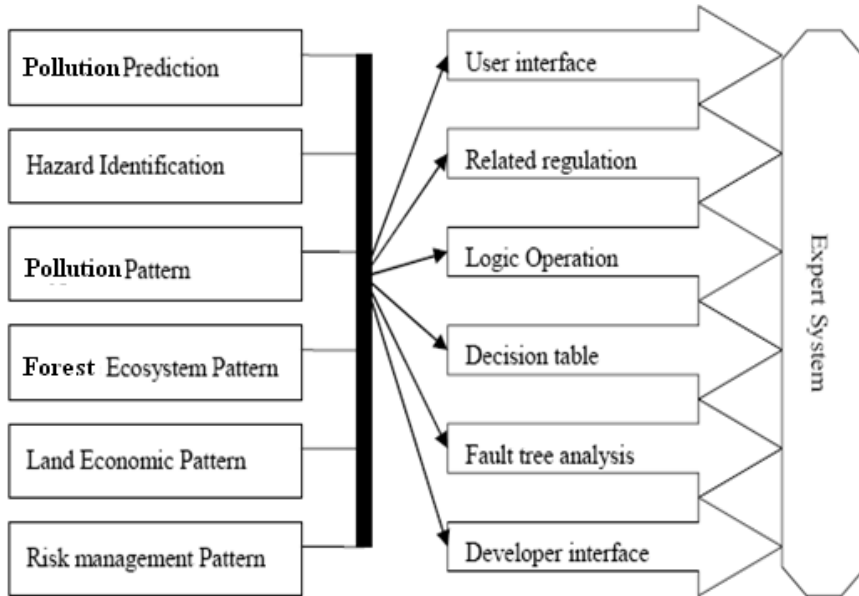 Pollution Prediction
Hazard Identification
Pollution Pattern
Forest Ecosystem Pattern
Land Economic Pattern
Risk management Pattern
User interface
Related regulation
Logic Operation
Decision table
Fault tree analysis
Developer interface
Expert System